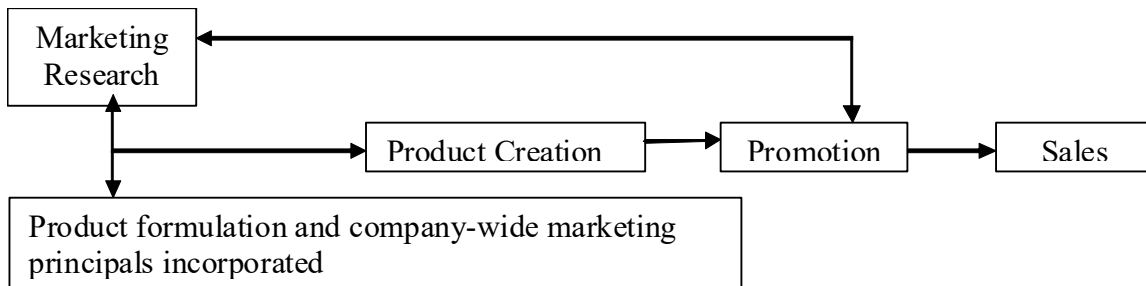 Marketing
Research
Product Creation
Promotion
Sales
Product formulation and company-wide marketing
principals incorporated